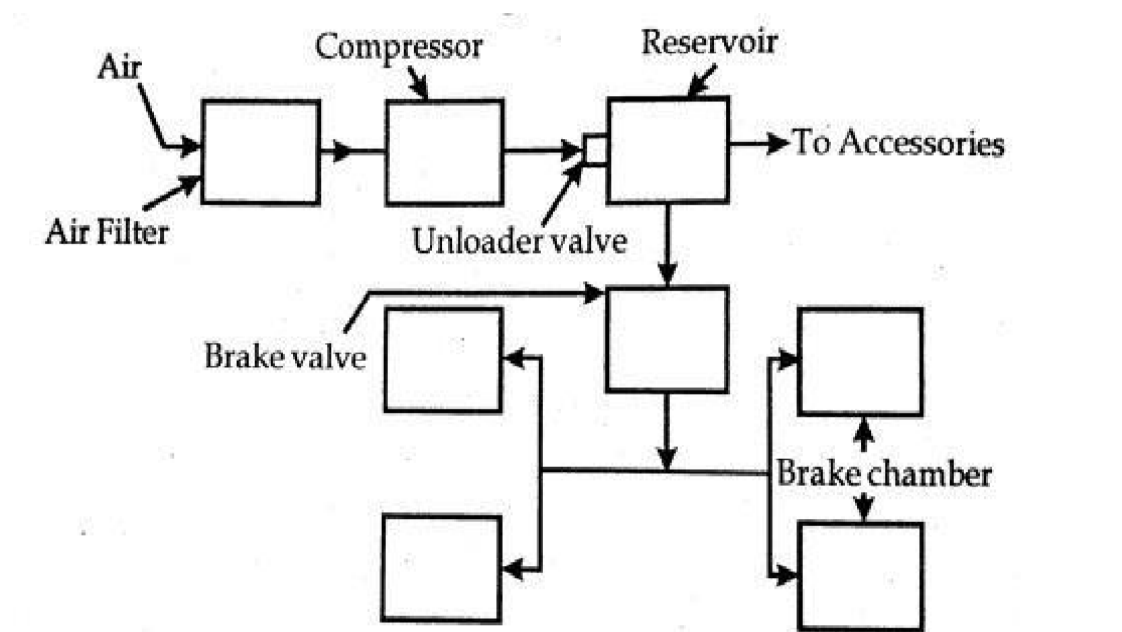 Air
Compressor
Reservoir
To Accessories
Air Filter
Unloader valve
Brake valve
Brake chamber